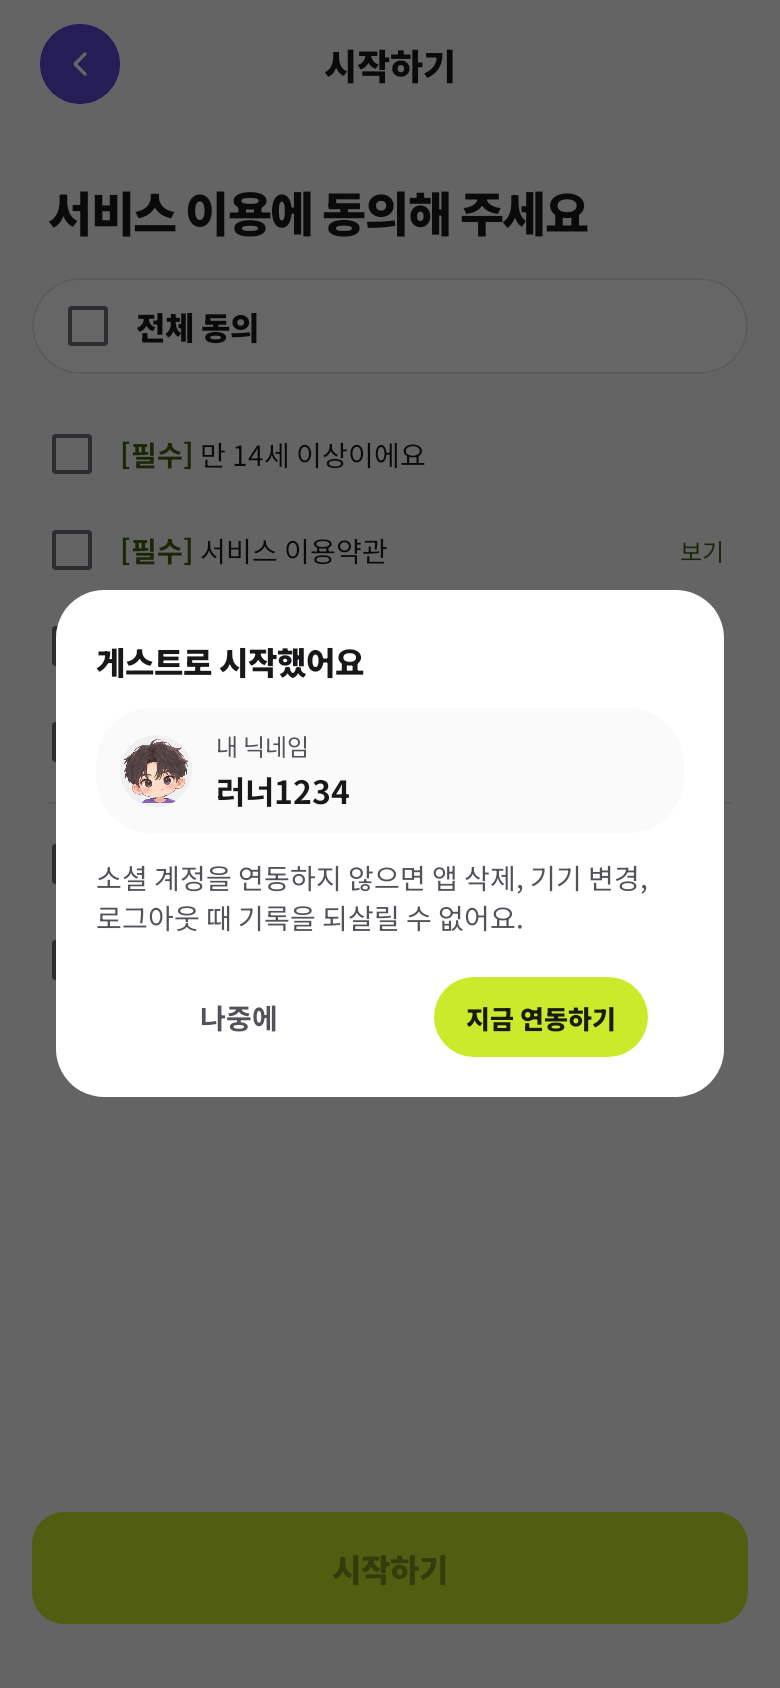 시작하기
서비스 이용에 동의해 주세요
전체 동의
[필수] 만 14세 이상이에요
[필수] 서비스 이용약관 보기
게스트로 시작했어요
내 닉네임
러너1234
소셜 계정을 연동하지 않으면 앱 삭제, 기기 변경,
로그아웃 때 기록을 되살릴 수 없어요.
나중에 지금 연동하기
시작하기